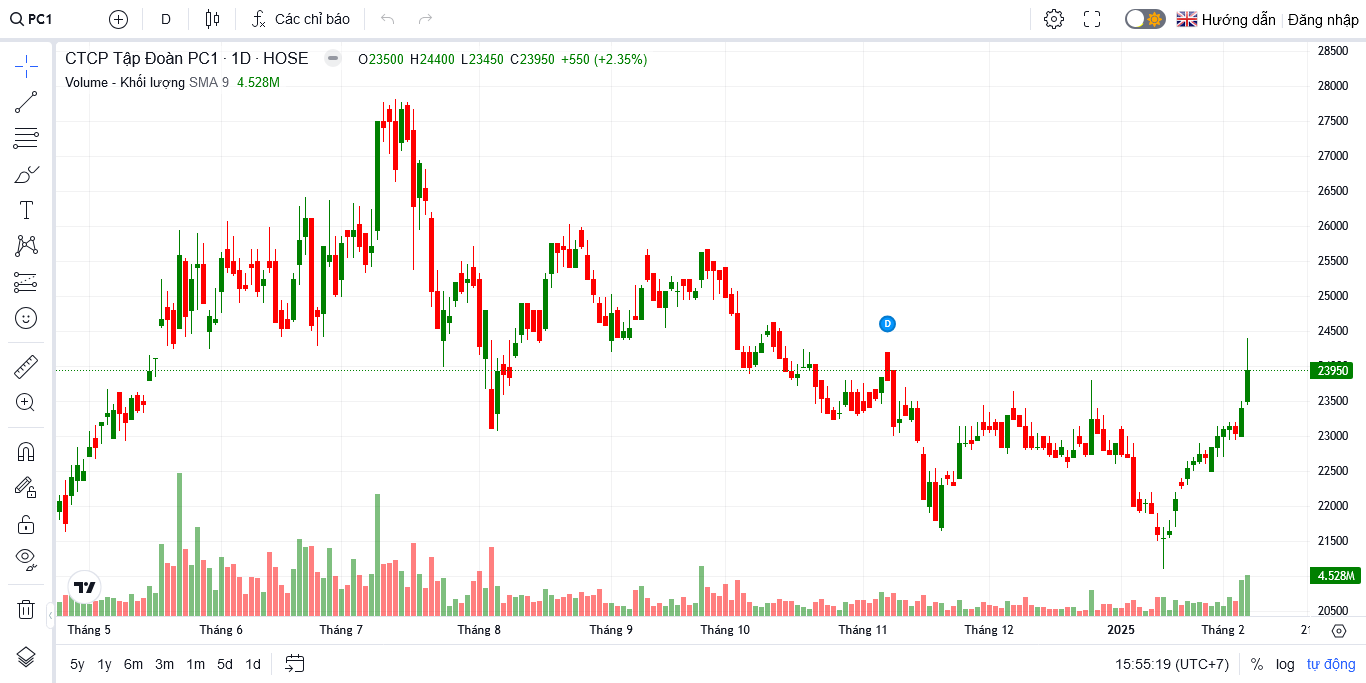 PC1 D Các chỉ báo Hướng dẫn Đăng nhập
CTCP Tập Đoàn PC1 · 1D · HOSE O23500 H24400 L23450 C23950 +550 (+2.35%)
Volume - Khối lượng SMA 9 4.528M
28500
28000
27500
27000
26500
26000
25500
25000
24500
D
23950
23500
23000
22500
22000
21500
4.528M
20500
Tháng 5 Tháng 6 Tháng 7 Tháng 8 Tháng 9 Tháng 10 Tháng 11 Tháng 12 2025 Tháng 2
5y 1y 6m 3m 1m 5d 1d 15:55:19 (UTC+7) % log tự động